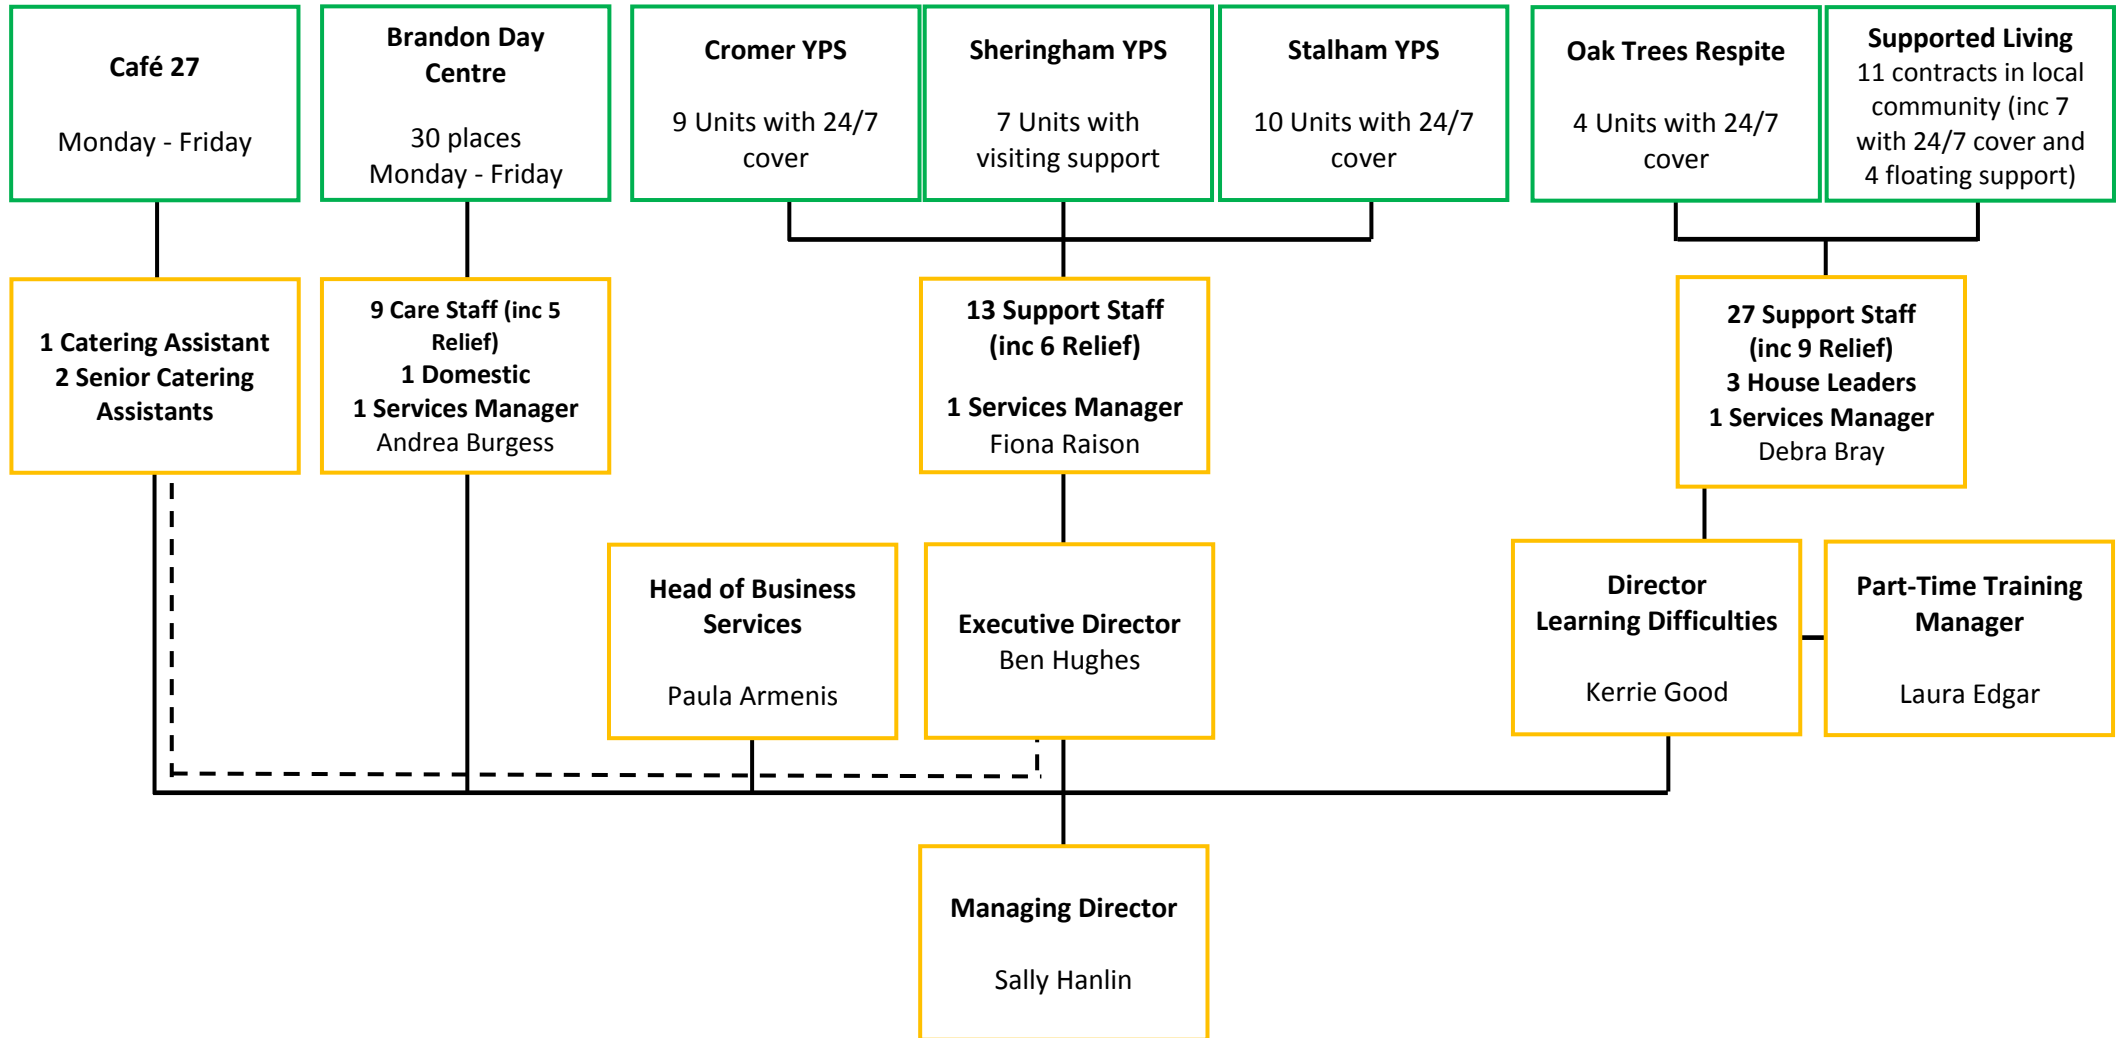 Café 27
Monday - Friday
Brandon Day
Centre
30 places
Monday - Friday
Cromer YPS
9 Units with 24/7
cover
Sheringham YPS
7 Units with
visiting support
Stalham YPS
10 Units with 24/7
cover
Oak Trees Respite
4 Units with 24/7
cover
Supported Living
11 contracts in local
community (inc 7
with 24/7 cover and
4 floating support)
1 Catering Assistant
2 Senior Catering
Assistants
9 Care Staff (inc 5
Relief)
1 Domestic
1 Services Manager
Andrea Burgess
13 Support Staff
(inc 6 Relief)
1 Services Manager
Fiona Raison
27 Support Staff
(inc 9 Relief)
3 House Leaders
1 Services Manager
Debra Bray
Head of Business
Services
Paula Armenis
Executive Director
Ben Hughes
Director
Learning Difficulties
Kerrie Good
Part-Time Training
Manager
Laura Edgar
Managing Director
Sally Hanlin